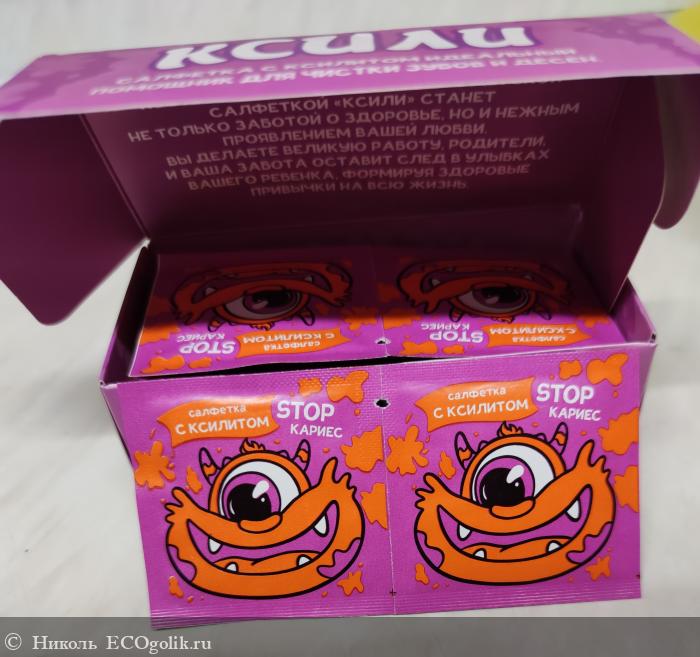 КСИЛИ
САЛФЕТКА С КСИЛИТОМ ИДЕАЛЬНЫЙ
ПОМОЩНИК ДЛЯ ЧИСТКИ ЗУБОВ И ДЕСЕН.
САЛФЕТКОЙ «КСИЛИ» СТАНЕТ
НЕ ТОЛЬКО ЗАБОТОЙ О ЗДОРОВЬЕ, НО И НЕЖНЫМ
ПРОЯВЛЕНИЕМ ВАШЕЙ ЛЮБВИ.
ВЫ ДЕЛАЕТЕ ВЕЛИКУЮ РАБОТУ, РОДИТЕЛИ,
И ВАША ЗАБОТА ОСТАВИТ СЛЕД В УЛЫБКАХ
ВАШЕГО РЕБЕНКА, ФОРМИРУЯ ЗДОРОВЫЕ
ПРИВЫЧКИ НА ВСЮ ЖИЗНЬ.
STOP
КАРИЕС
салфетка
С КСИЛИТОМ
STOP
КАРИЕС
салфетка
С КСИЛИТОМ
салфетка
С КСИЛИТОМ
STOP
КАРИЕС
салфетка
С КСИЛИТОМ
STOP
КАРИЕС
© Николь ECOgolik.ru